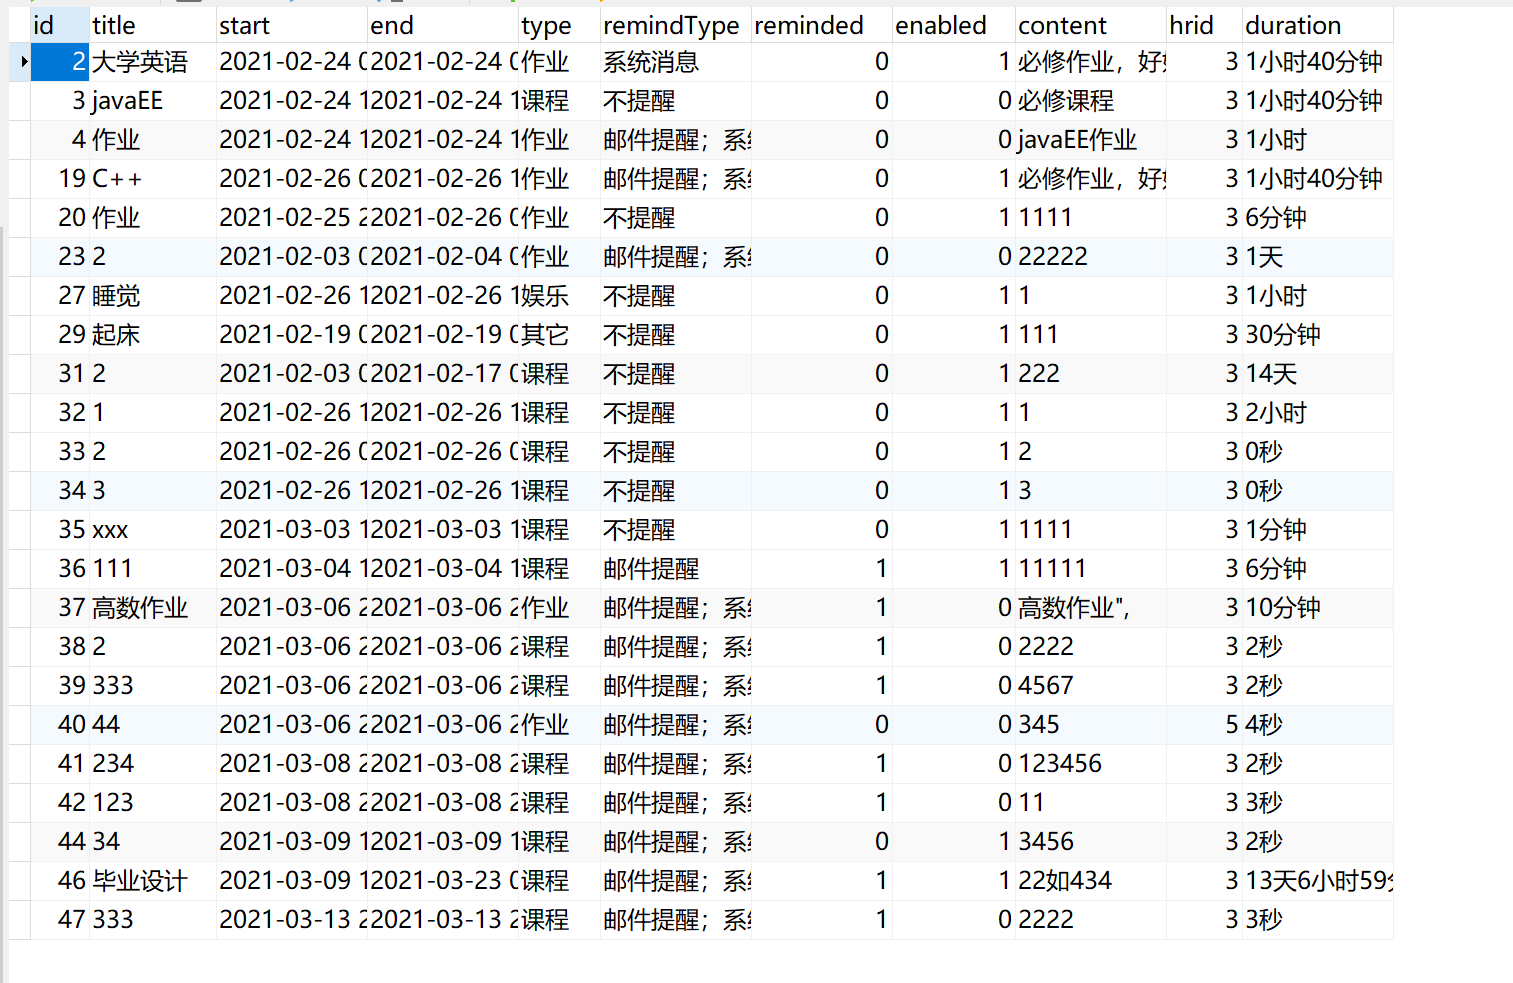 id title start end type remindType reminded enabled content hrid duration
2 大学英语 2021-02-24 0 2021-02-24 0 作业 系统消息 0 1 必修作业，好 3 1小时40分钟
3 javaEE 2021-02-24 1 2021-02-24 1 课程 不提醒 0 0 必修课程 3 1小时40分钟
4 作业 2021-02-24 1 2021-02-24 1 作业 邮件提醒；系 0 0 javaEE作业 3 1小时
19 C++ 2021-02-26 0 2021-02-26 1 作业 邮件提醒；系 0 1 必修作业，好 3 1小时40分钟
20 作业 2021-02-25 2 2021-02-26 0 作业 不提醒 0 1 1111 3 6分钟
23 2 2021-02-03 0 2021-02-04 0 作业 邮件提醒；系 0 0 22222 3 1天
27 睡觉 2021-02-26 1 2021-02-26 1 娱乐 不提醒 0 1 1 3 1小时
29 起床 2021-02-19 0 2021-02-19 0 其它 不提醒 0 1 111 3 30分钟
31 2 2021-02-03 0 2021-02-17 0 课程 不提醒 0 1 222 3 14天
32 1 2021-02-26 1 2021-02-26 1 课程 不提醒 0 1 1 3 2小时
33 2 2021-02-26 0 2021-02-26 0 课程 不提醒 0 1 2 3 0秒
34 3 2021-02-26 1 2021-02-26 1 课程 不提醒 0 1 3 3 0秒
35 xxx 2021-03-03 1 2021-03-03 1 课程 不提醒 0 1 1111 3 1分钟
36 111 2021-03-04 1 2021-03-04 1 课程 邮件提醒 1 1 11111 3 6分钟
37 高数作业 2021-03-06 2 2021-03-06 2 作业 邮件提醒；系 1 0 高数作业", 3 10分钟
38 2 2021-03-06 2 2021-03-06 2 课程 邮件提醒；系 1 0 2222 3 2秒
39 333 2021-03-06 2 2021-03-06 2 课程 邮件提醒；系 1 0 4567 3 2秒
40 44 2021-03-06 2 2021-03-06 2 作业 邮件提醒；系 0 0 345 5 4秒
41 234 2021-03-08 2 2021-03-08 2 课程 邮件提醒；系 1 0 123456 3 2秒
42 123 2021-03-08 2 2021-03-08 2 课程 邮件提醒；系 1 0 11 3 3秒
44 34 2021-03-09 1 2021-03-09 1 课程 邮件提醒；系 0 1 3456 3 2秒
46 毕业设计 2021-03-09 1 2021-03-23 0 课程 邮件提醒；系 1 1 22如434 3 13天6小时59
47 333 2021-03-13 2 2021-03-13 2 课程 邮件提醒；系 1 0 2222 3 3秒